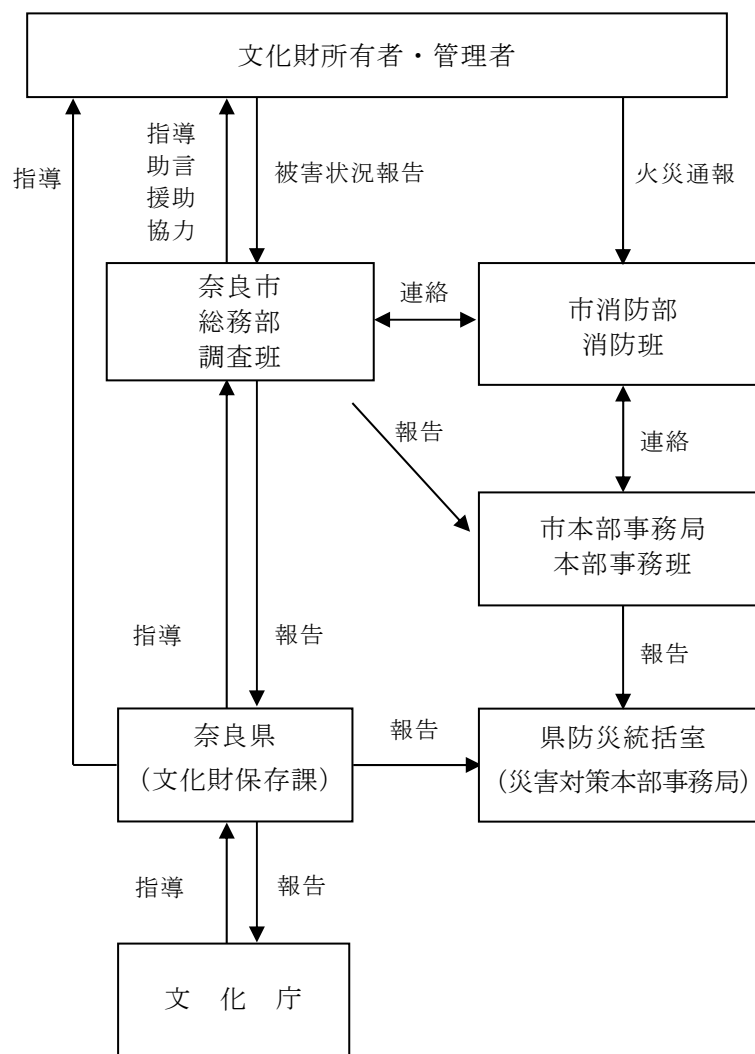 文化財所有者・管理者
指導
指導
助言
援助
協力
被害状況報告
火災通報
奈良市
総務部
調査班
連絡
市消防部
消防班
報告
連絡
市本部事務局
本部事務班
指導
報告
報告
奈良県
（文化財保存課）
報告
県防災統括室
（災害対策本部事務局）
指導
報告
文　化　庁